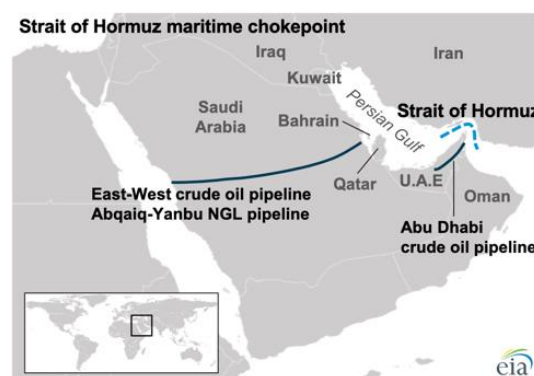 Strait of Hormuz maritime chokepoint
Iraq
Iran
Kuwait
Persian Gulf
Saudi
Arabia
Bahrain
Strait of Hormuz
Qatar
U.A.E
Oman
East-West crude oil pipeline
Abqaiq-Yanbu NGL pipeline
Abu Dhabi
crude oil pipeline
eia